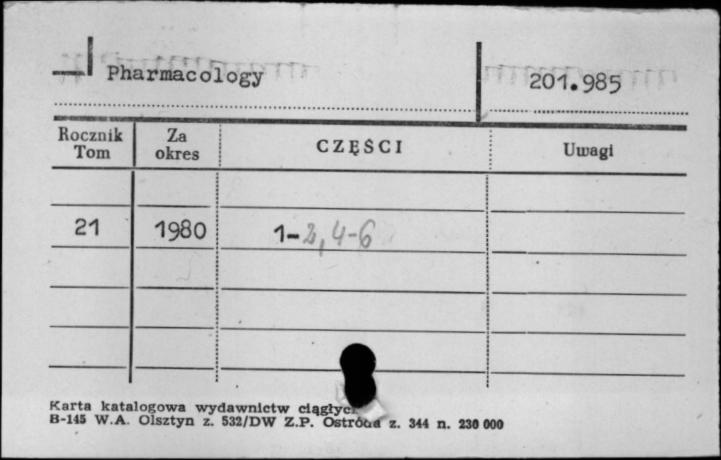 Pharmacology 201.985
Rocznik Tom Za okres CZĘŚCI Uwagi
21 1980 1-2, 4-6
Karta katalogowa wydawnictw ciągłych
B-145 W.A. Olsztyn z. 532/DW Z.P. Ostróda z. 344 n. 230 000